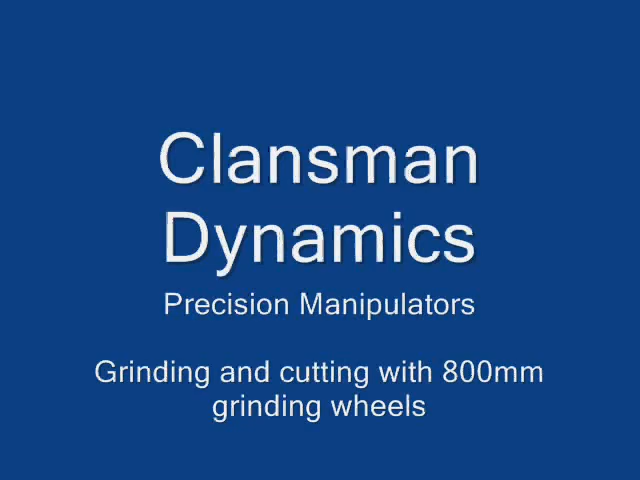 Clansman
Dynamics
Precision Manipulators
Grinding and cutting with 800mm
grinding wheels